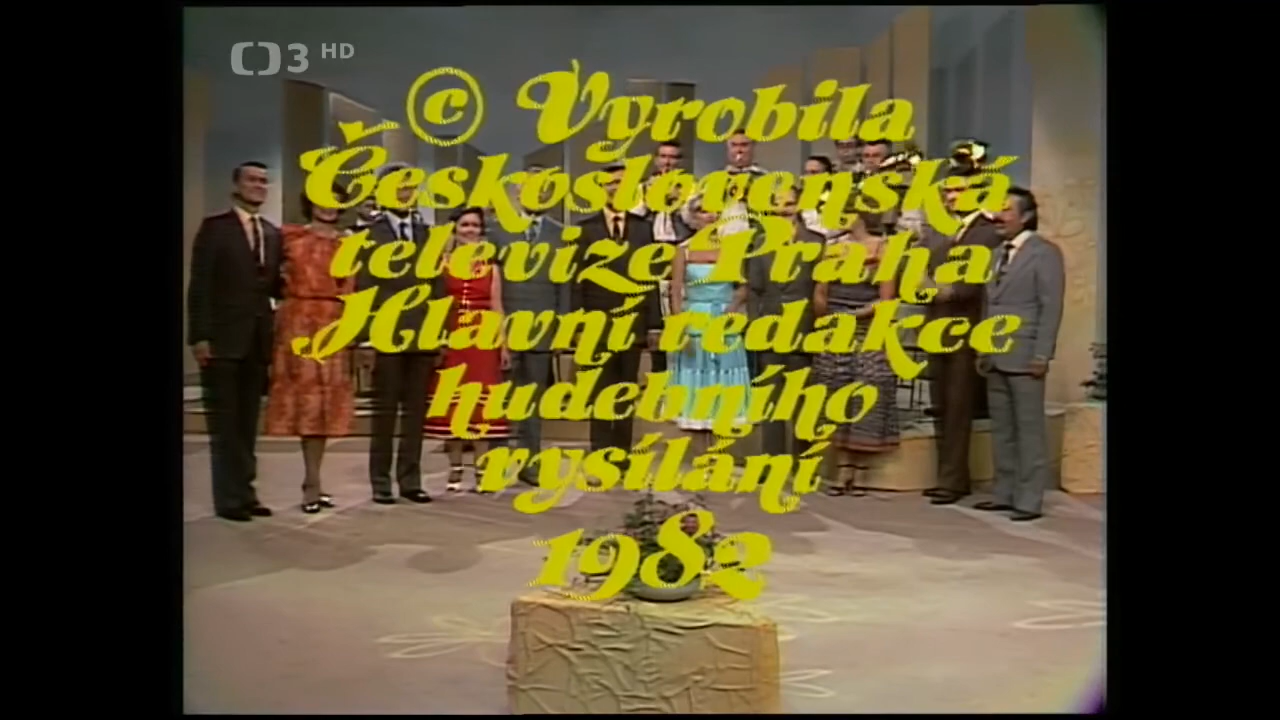 ČT3 HD
© Vyrobila
Československá
televize Praha
Hlavní redakce
hudebního
vysílání
1982